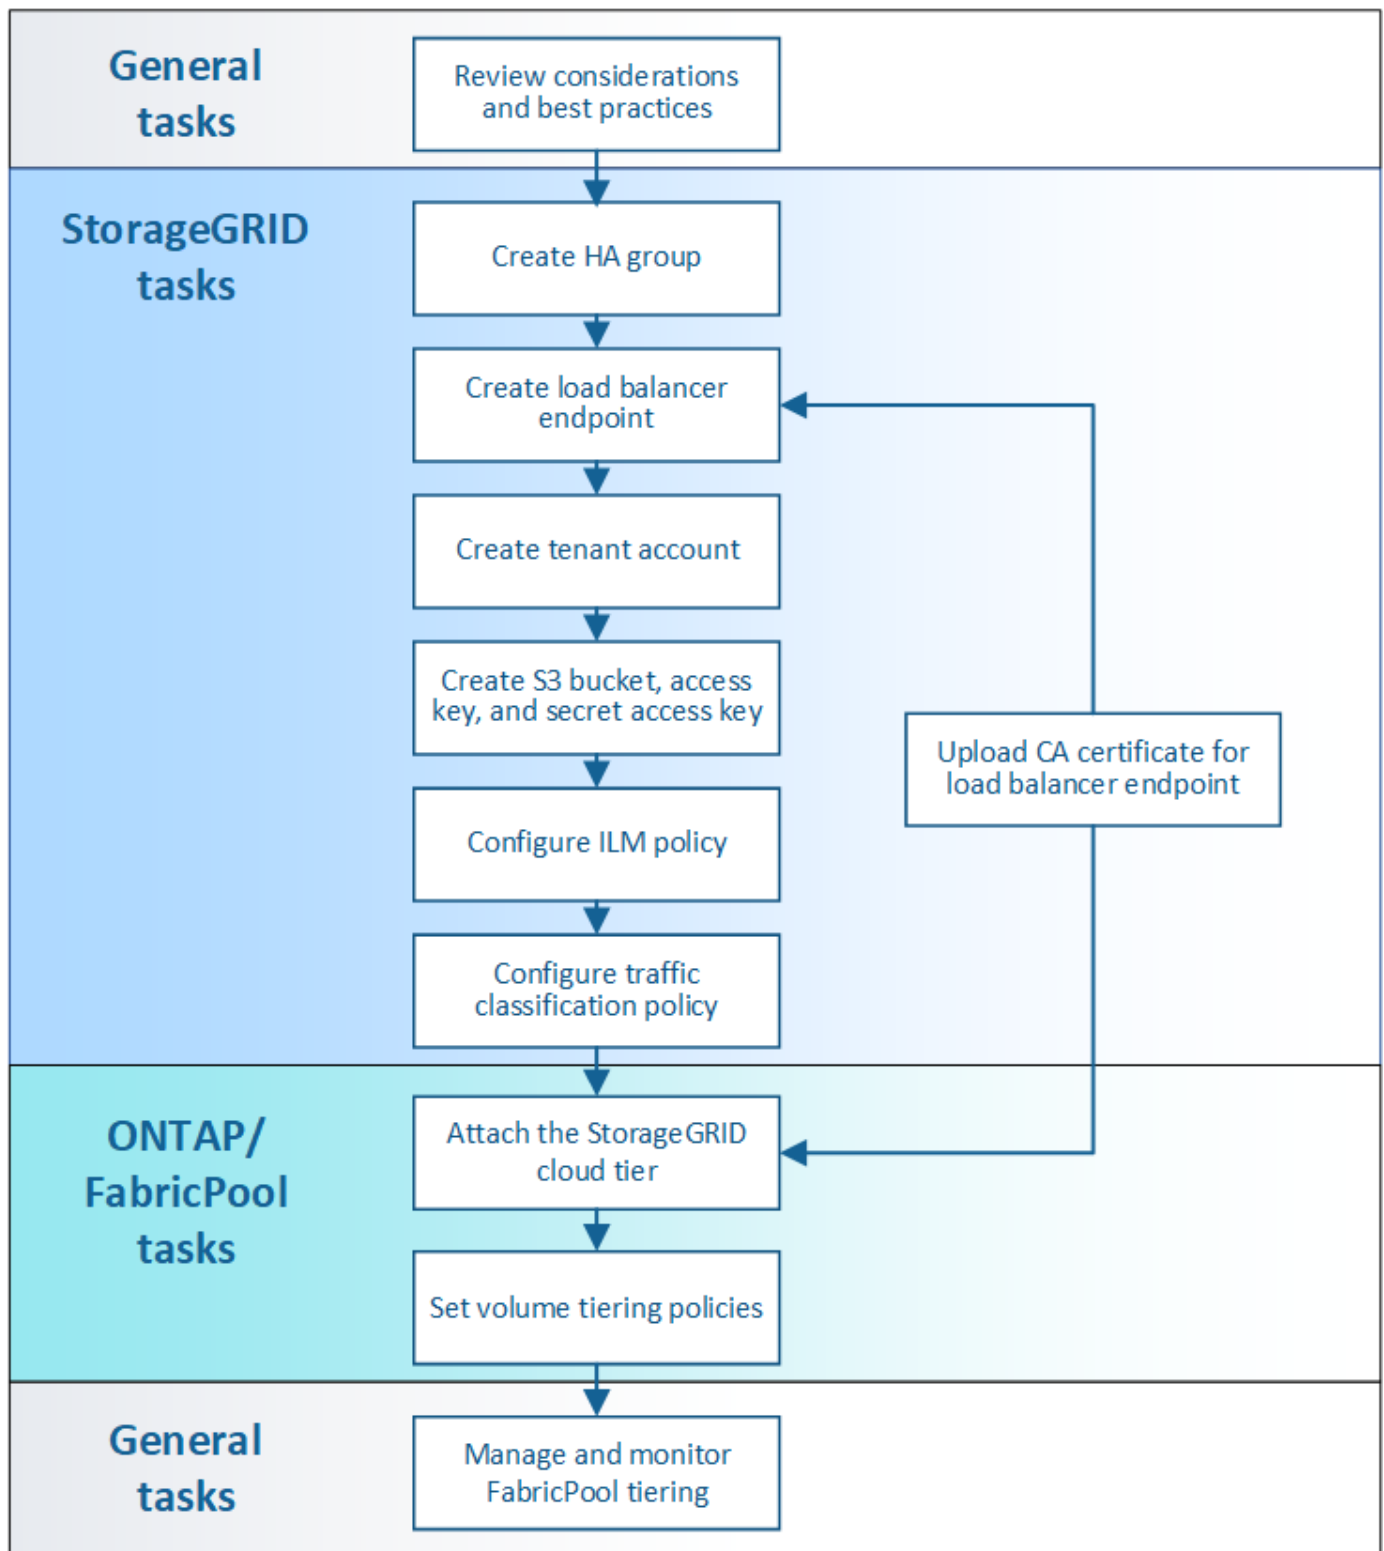 General
tasks
Review considerations
and best practices
StorageGRID
tasks
Create HA group
Create load balancer
endpoint
Create tenant account
Create S3 bucket, access
key, and secret access key
Upload CA certificate for
load balancer endpoint
Configure ILM policy
Configure traffic
classification policy
ONTAP/
FabricPool
tasks
Attach the StorageGRID
cloud tier
Set volume tiering policies
General
tasks
Manage and monitor
FabricPool tiering